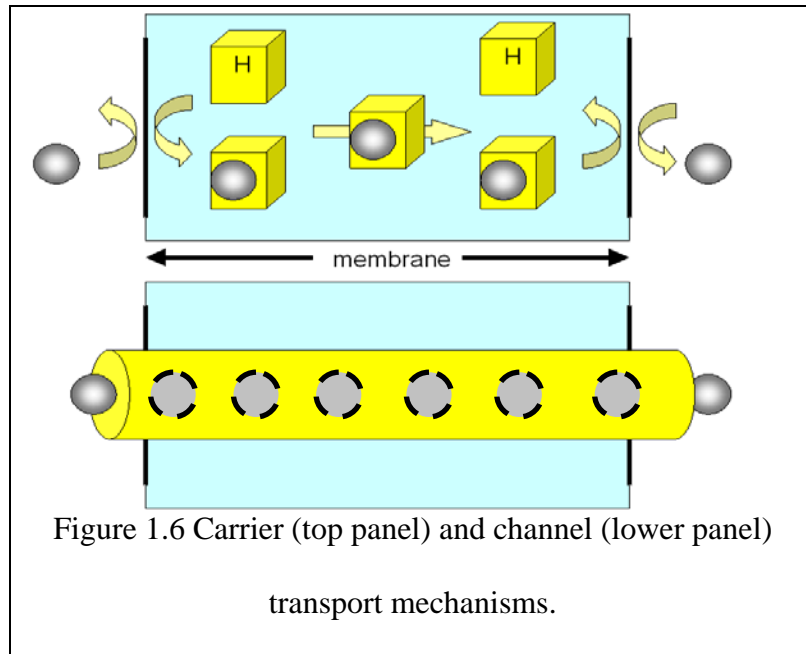 H
H
membrane
Figure 1.6 Carrier (top panel) and channel (lower panel)
transport mechanisms.